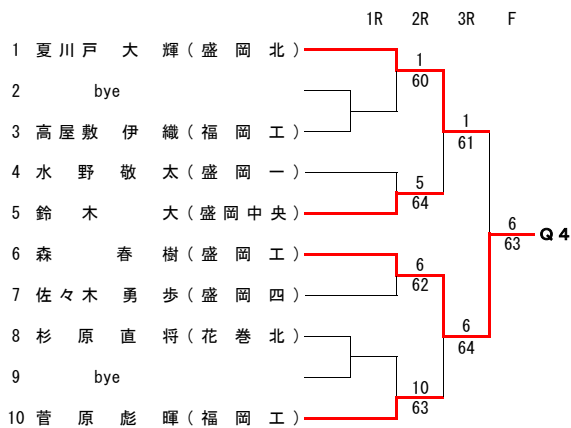 1R 2R 3R F
1 夏川戸 大 輝(盛 岡 北)
1
60
2 bye
3 高屋敷 伊 織(福 岡 工)
1
61
4 水 野 敬 太(盛 岡 一)
5
64
5 鈴 木 大(盛岡中央)
6
63
Q4
6 森 春 樹(盛 岡 工)
6
62
7 佐々木 勇 歩(盛 岡 四)
8 杉 原 直 将(花 巻 北)
6
64
9 bye
10
63
10 菅 原 彪 暉(福 岡 工)